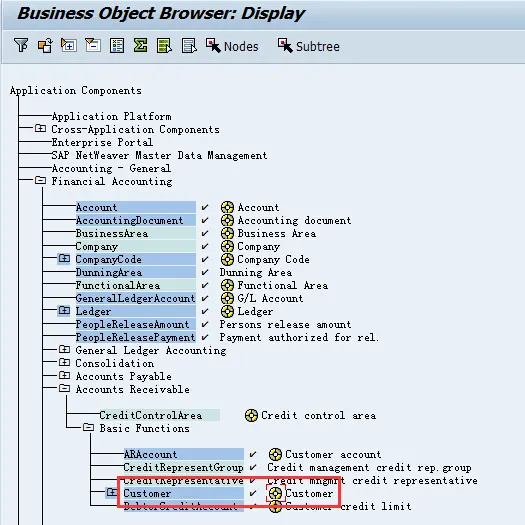 Business Object Browser: Display
Nodes Subtree
Application Components
Application Platform
Cross-Application Components
Enterprise Portal
SAP NetWeaver Master Data Management
Accounting - General
Financial Accounting
Account Account
AccountingDocument Accounting document
BusinessArea Business Area
Company Company
CompanyCode Company Code
DunningArea Dunning Area
FunctionalArea Functional Area
GeneralLedgerAccount G/L Account
Ledger Ledger
PeopleReleaseAmount Persons release amount
PeopleReleasePayment Payment authorized for rel.
General Ledger Accounting
Consolidation
Accounts Payable
Accounts Receivable
CreditControlArea Credit control area
Basic Functions
ARAccount Customer account
CreditRepresentGroup Credit management credit rep.group
CreditRepresentative Credit mngmnt credit representative
Customer Customer
DebtorCreditAccount Customer credit limit